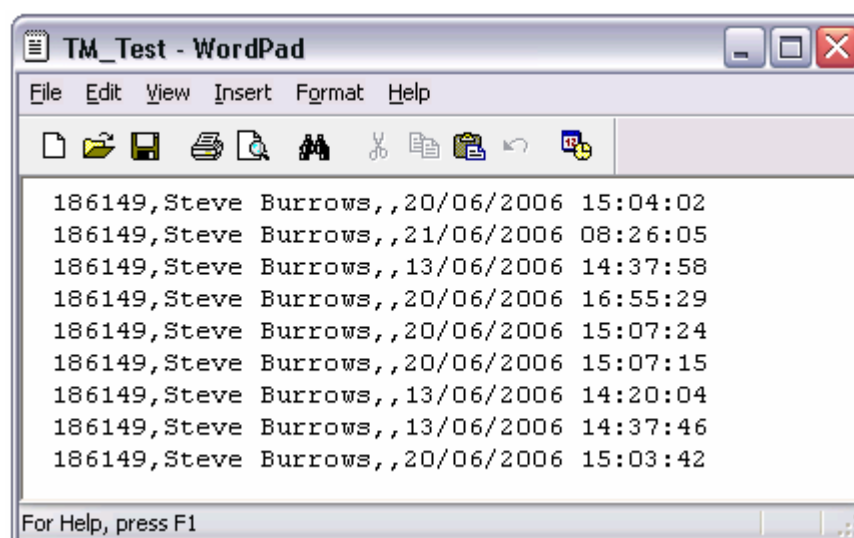 TM_Test - WordPad
File Edit View Insert Format Help
186149,Steve Burrows,,20/06/2006 15:04:02
186149,Steve Burrows,,21/06/2006 08:26:05
186149,Steve Burrows,,13/06/2006 14:37:58
186149,Steve Burrows,,20/06/2006 16:55:29
186149,Steve Burrows,,20/06/2006 15:07:24
186149,Steve Burrows,,20/06/2006 15:07:15
186149,Steve Burrows,,13/06/2006 14:20:04
186149,Steve Burrows,,13/06/2006 14:37:46
186149,Steve Burrows,,20/06/2006 15:03:42
For Help, press F1